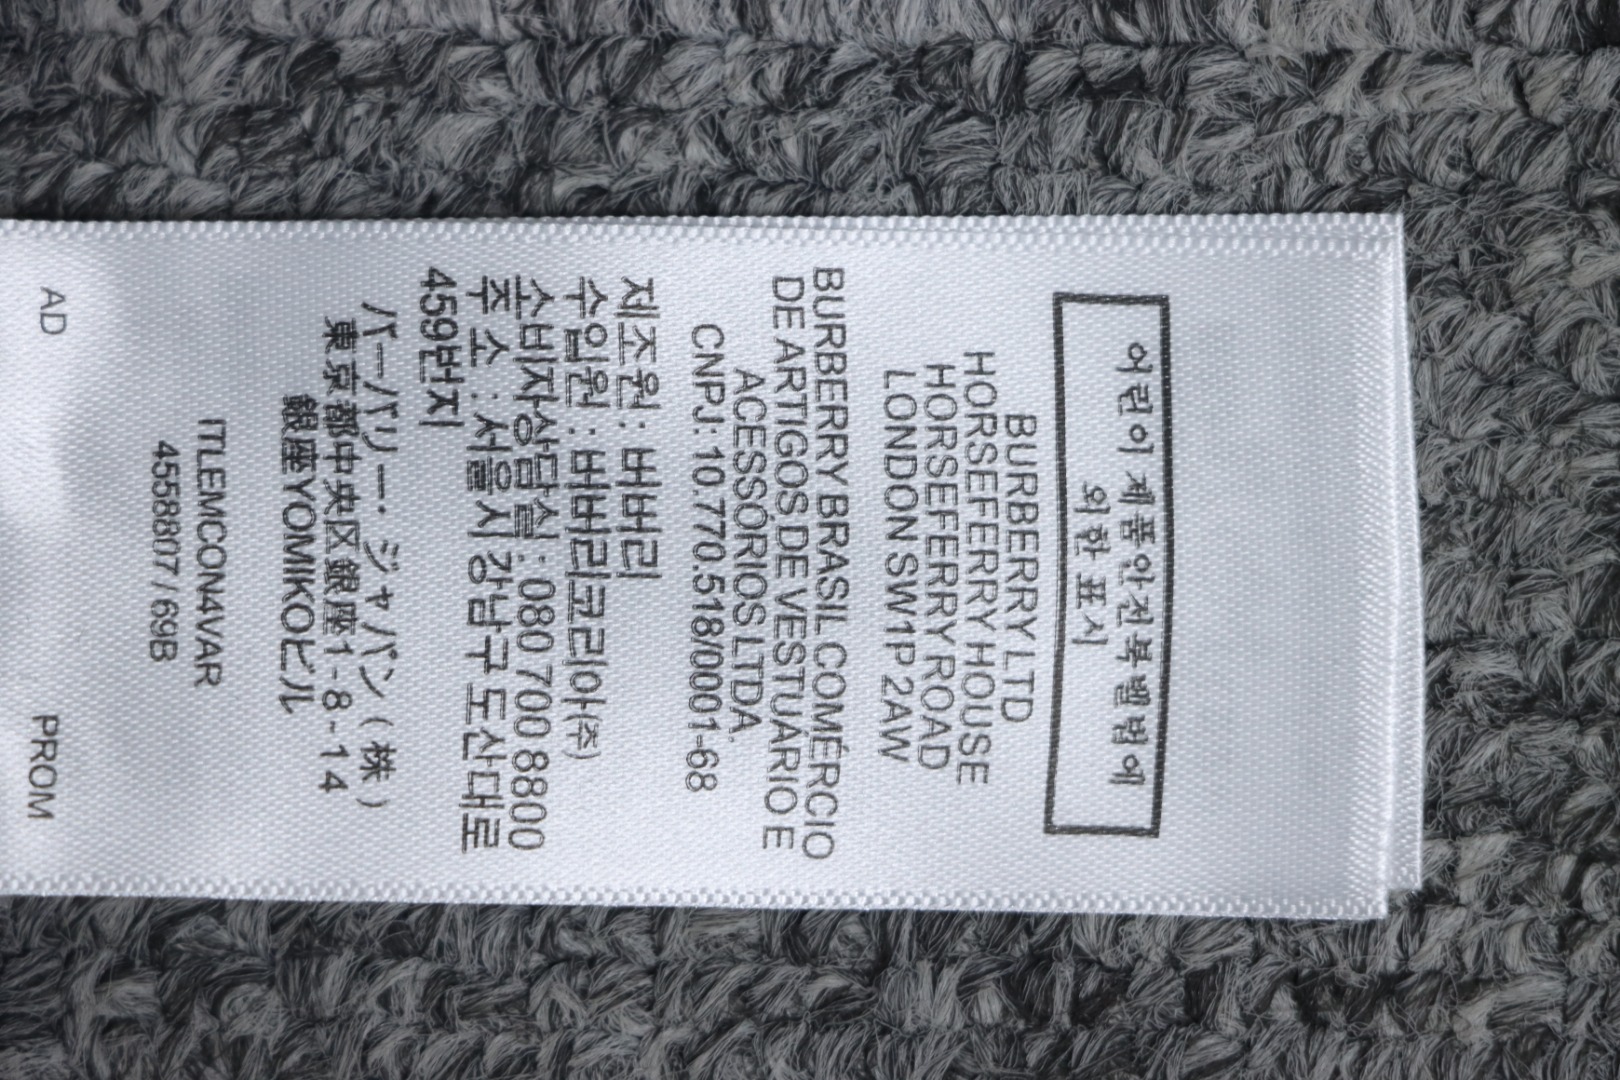 어린이 제품안전특별법에
의한 표시
BURBERRY LTD
HORSEFERRY HOUSE
HORSEFERRY ROAD
LONDON SW1P 2AW
BURBERRY BRASIL COMÉRCIO
DE ARTIGOS DE VESTUÁRIO E
ACESSÓRIOS LTDA.
CNPJ: 10.770.518/0001-68
제조원 : 버버리
수입원 : 버버리코리아(주)
소비자상담실 : 080 700 8800
주 소 : 서울시 강남구 도산대로
459번지
バーバリー・ジャパン（株）
東京都中央区銀座1-8-14
銀座YOMIKOビル
ITLEMCON4VAR
4558807 / 69B
AD PROM